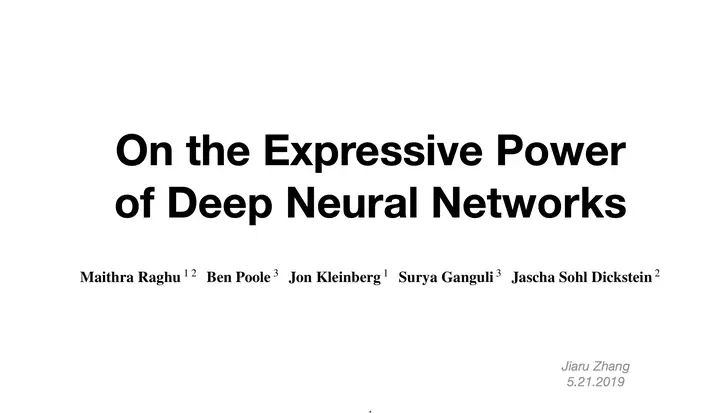 On the Expressive Power
of Deep Neural Networks
Maithra Raghu 1 2 Ben Poole 3 Jon Kleinberg 1 Surya Ganguli 3 Jascha Sohl Dickstein 2
Jiaru Zhang
5.21.2019